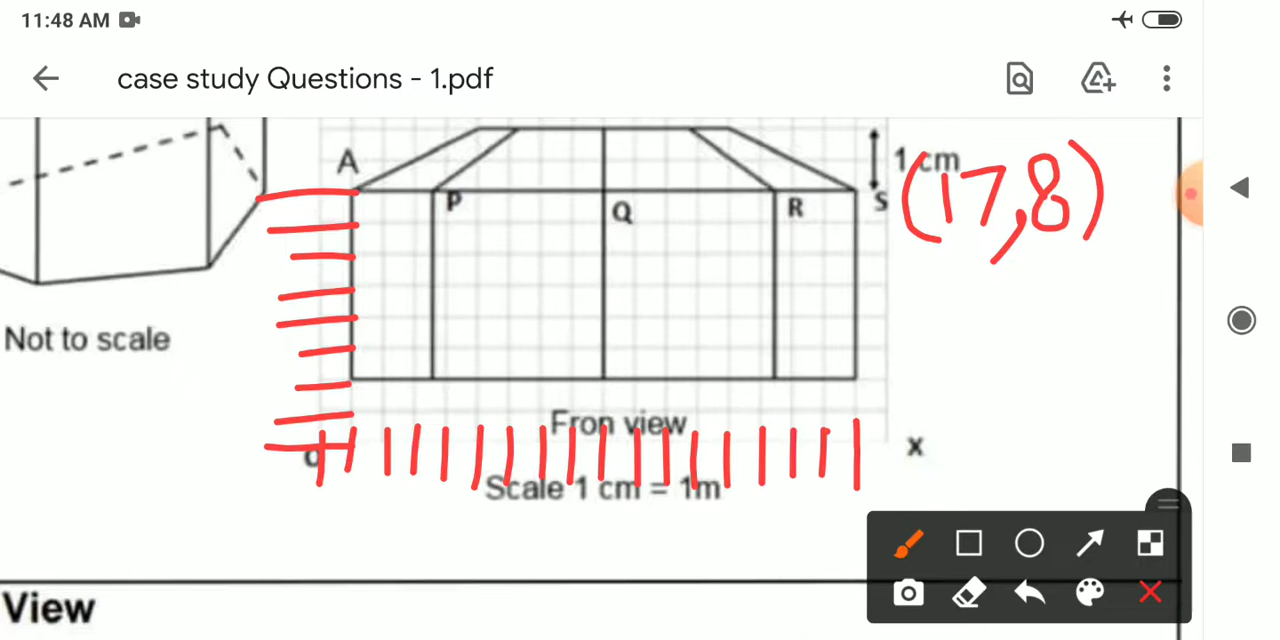 11:48 AM
case study Questions - 1.pdf
A
1 cm
P
Q
R
S
(17,8)
Not to scale
Fron view
x
Scale 1 cm = 1m
View